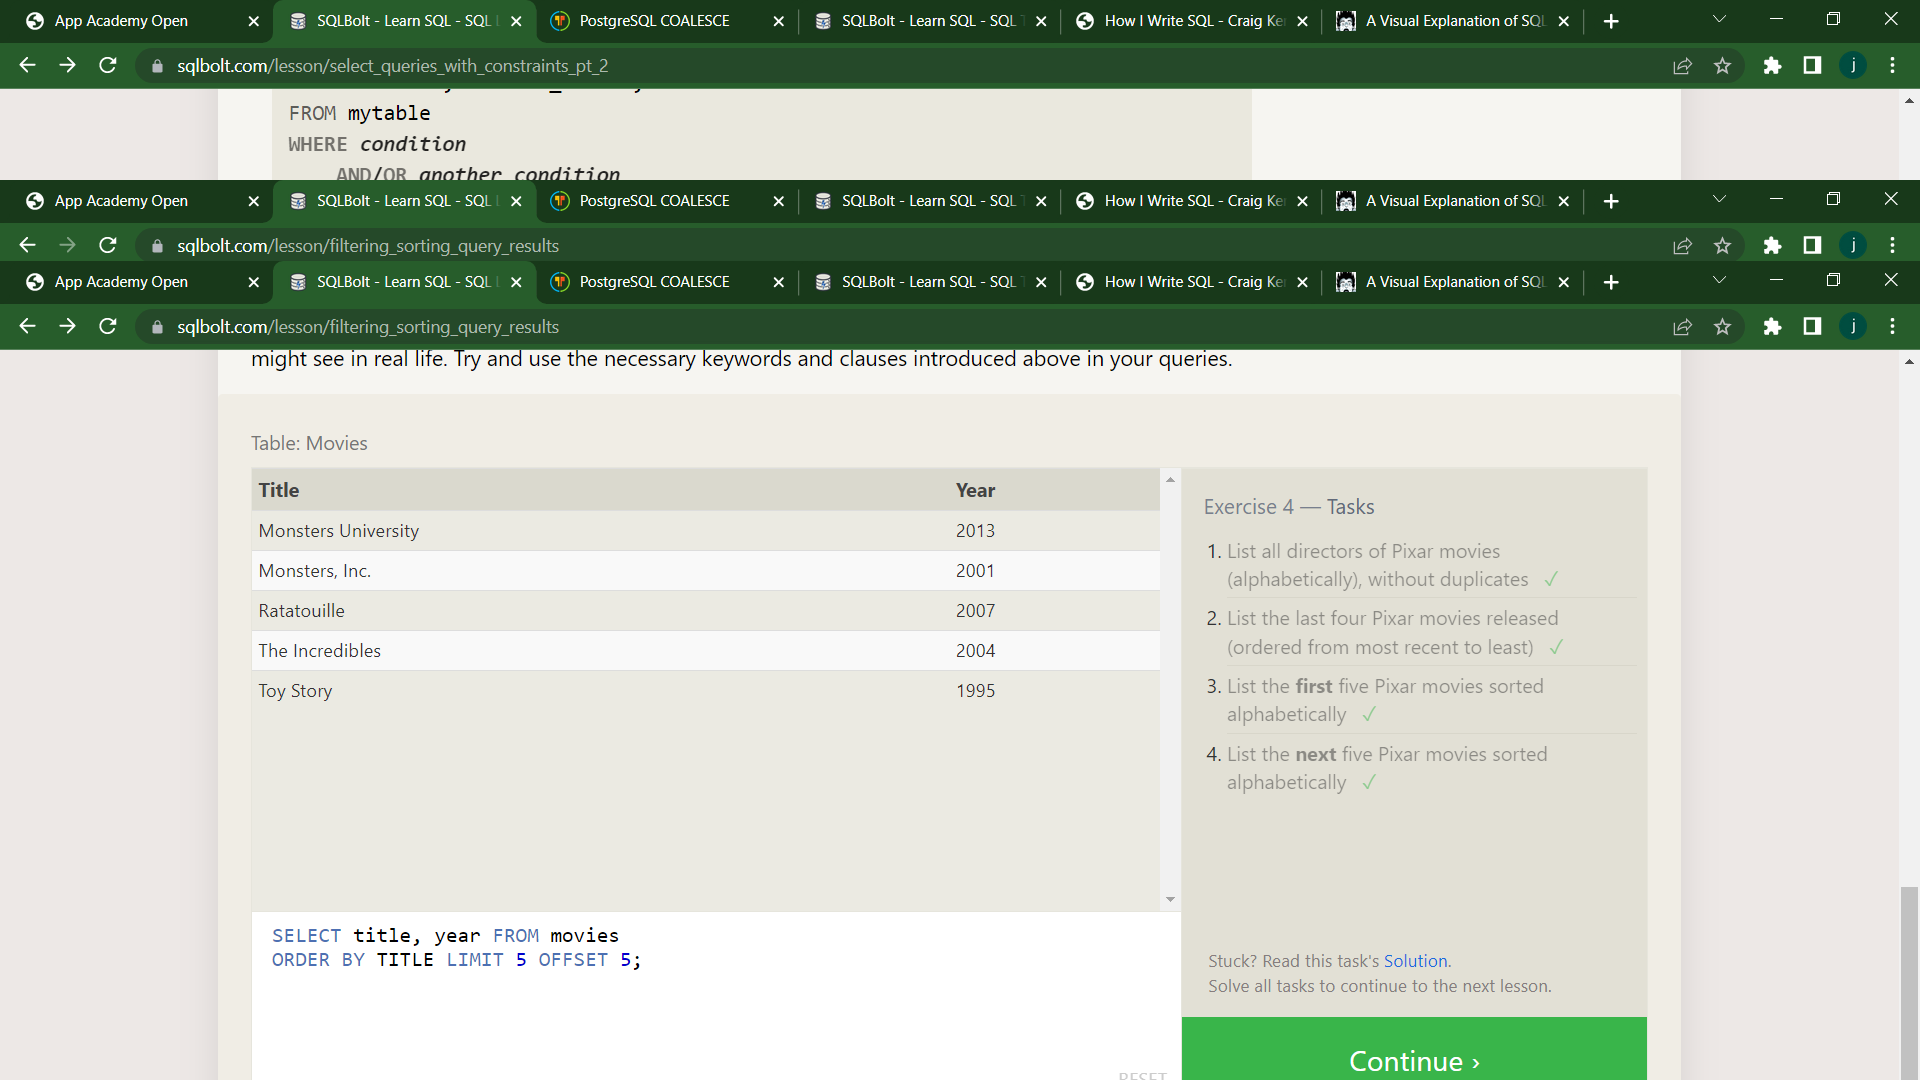 App Academy Open
SQLBolt - Learn SQL - SQL
PostgreSQL COALESCE
SQLBolt - Learn SQL - SQL
How I Write SQL - Craig Ke
A Visual Explanation of SQL
sqlbolt.com/lesson/select_queries_with_constraints_pt_2
j
FROM mytable
WHERE condition
AND/OR another_condition
App Academy Open
SQLBolt - Learn SQL - SQL
PostgreSQL COALESCE
SQLBolt - Learn SQL - SQL
How I Write SQL - Craig Ke
A Visual Explanation of SQL
sqlbolt.com/lesson/filtering_sorting_query_results
j
App Academy Open
SQLBolt - Learn SQL - SQL
PostgreSQL COALESCE
SQLBolt - Learn SQL - SQL
How I Write SQL - Craig Ke
A Visual Explanation of SQL
sqlbolt.com/lesson/filtering_sorting_query_results
j
might see in real life. Try and use the necessary keywords and clauses introduced above in your queries.
Table: Movies
Title Year
Monsters University 2013
Monsters, Inc. 2001
Ratatouille 2007
The Incredibles 2004
Toy Story 1995
SELECT title, year FROM movies
ORDER BY TITLE LIMIT 5 OFFSET 5;
RESET
Exercise 4 — Tasks
1. List all directors of Pixar movies
(alphabetically), without duplicates ✓
2. List the last four Pixar movies released
(ordered from most recent to least) ✓
3. List the first five Pixar movies sorted
alphabetically ✓
4. List the next five Pixar movies sorted
alphabetically ✓
Stuck? Read this task's Solution.
Solve all tasks to continue to the next lesson.
Continue ›